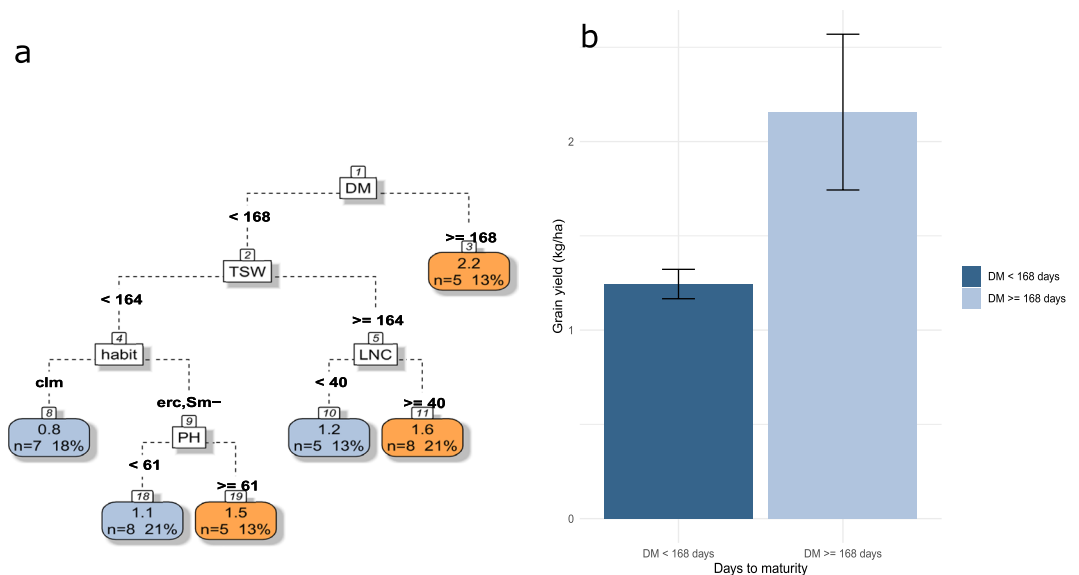 a
1
DM
< 168
>= 168
2
TSW
3
2.2
n=5 13%
< 164
>= 164
4
habit
5
LNC
clm
erc,Sm–
< 40
>= 40
8
0.8
n=7 18%
9
PH
10
1.2
n=5 13%
11
1.6
n=8 21%
< 61
>= 61
18
1.1
n=8 21%
19
1.5
n=5 13%
b
Grain yield (kg/ha)
2
1
0
DM < 168 days
DM >= 168 days
Days to maturity
DM < 168 days
DM >= 168 days